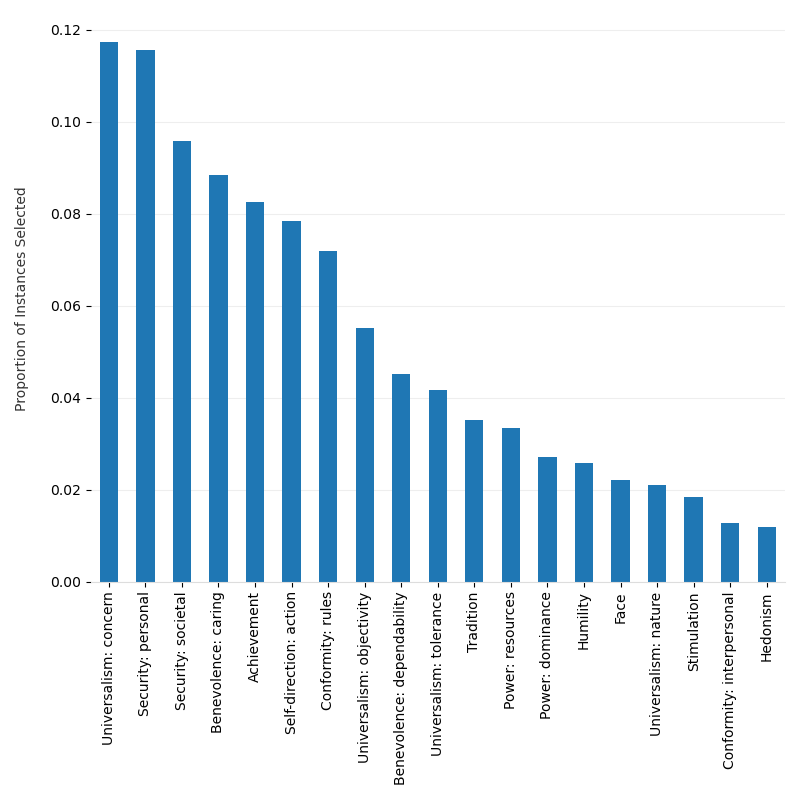 0.12
0.10
0.08
0.06
0.04
0.02
0.00
Proportion of Instances Selected
Universalism: concern
Security: personal
Security: societal
Benevolence: caring
Achievement
Self-direction: action
Conformity: rules
Universalism: objectivity
Benevolence: dependability
Universalism: tolerance
Tradition
Power: resources
Power: dominance
Humility
Face
Universalism: nature
Stimulation
Conformity: interpersonal
Hedonism